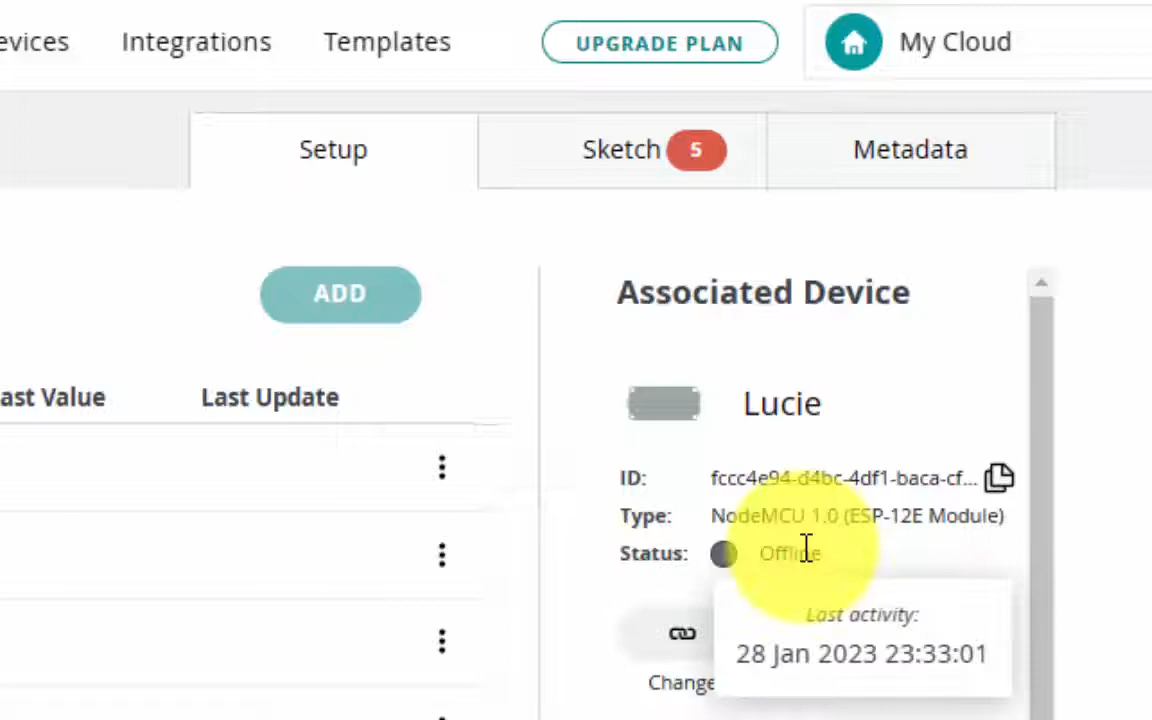 evices Integrations Templates UPGRADE PLAN My Cloud
Setup Sketch 5 Metadata
ADD
Associated Device
ast Value Last Update
Lucie
ID: fccc4e94-d4bc-4df1-baca-cf...
Type: NodeMCU 1.0 (ESP-12E Module)
Status: Offline
Last activity:
28 Jan 2023 23:33:01
Change